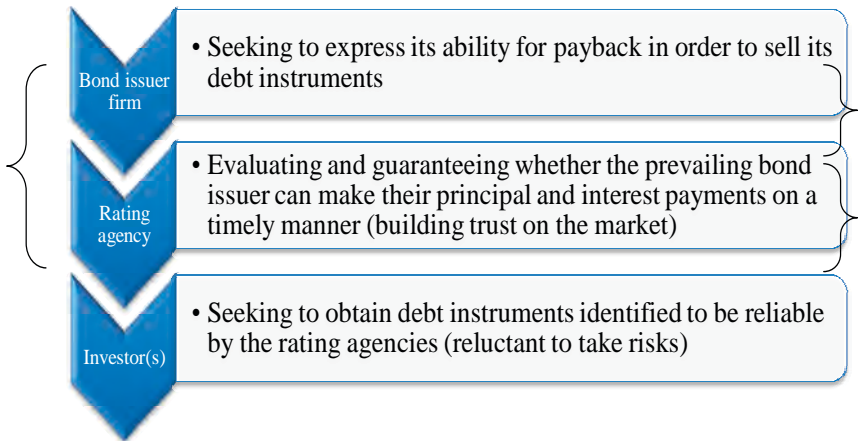 Bond issuer
firm
• Seeking to express its ability for payback in order to sell its
debt instruments
Rating
agency
• Evaluating and guaranteeing whether the prevailing bond
issuer can make their principal and interest payments on a
timely manner (building trust on the market)
Investor(s)
• Seeking to obtain debt instruments identified to be reliable
by the rating agencies (reluctant to take risks)